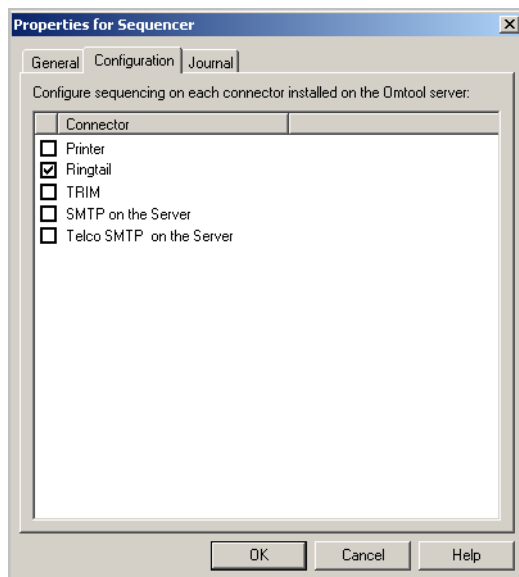 Properties for Sequencer
General Configuration Journal
Configure sequencing on each connector installed on the Omtool server:
Connector
Printer
Ringtail
TRIM
SMTP on the Server
Telco SMTP on the Server
OK Cancel Help